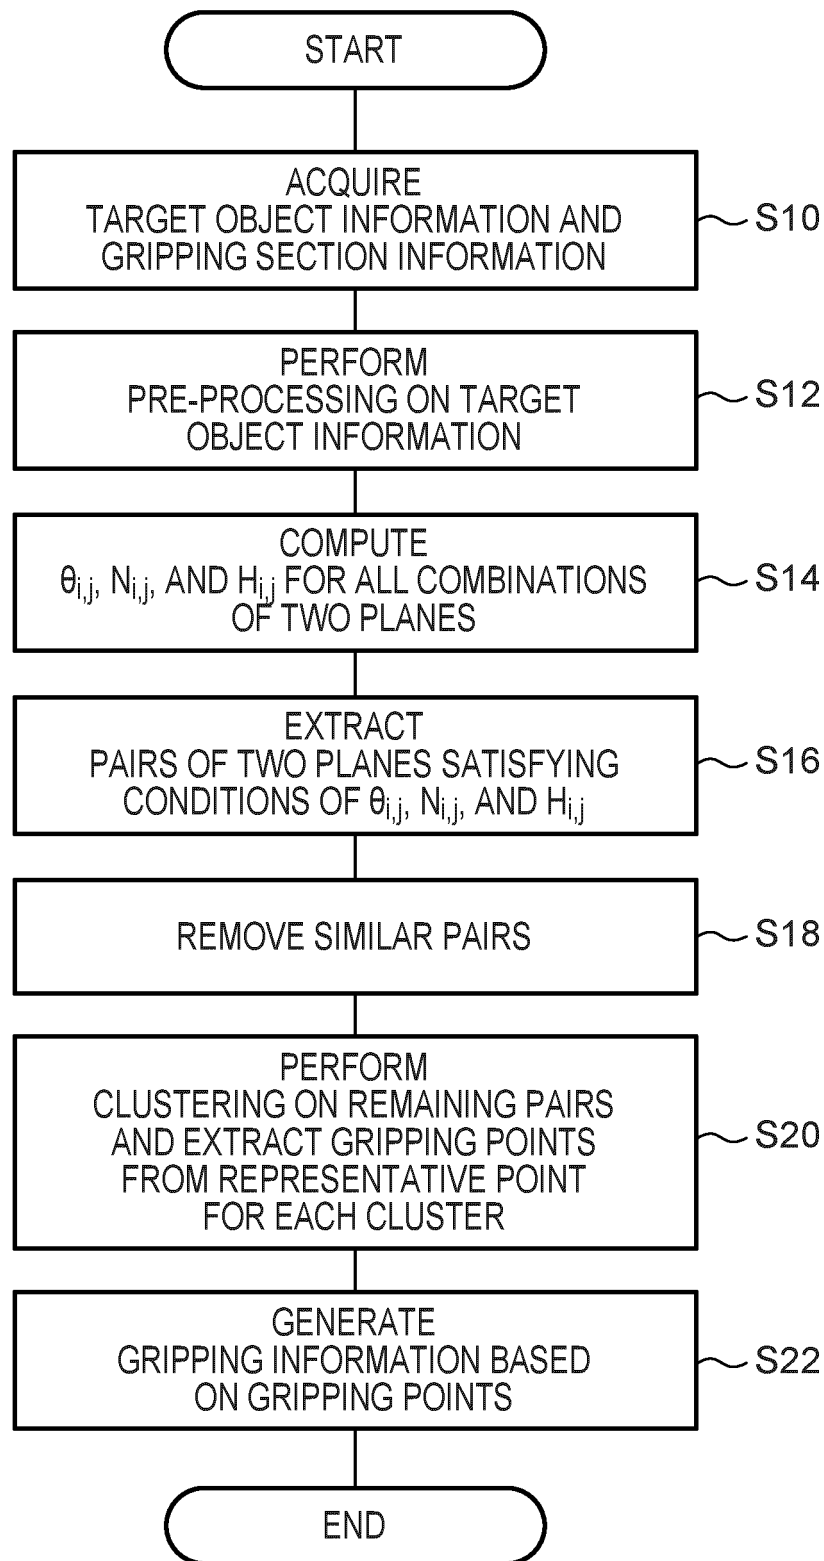 START
ACQUIRE
TARGET OBJECT INFORMATION AND
GRIPPING SECTION INFORMATION
S10
PERFORM
PRE-PROCESSING ON TARGET
OBJECT INFORMATION
S12
COMPUTE
θi,j, Ni,j, AND Hi,j FOR ALL COMBINATIONS
OF TWO PLANES
S14
EXTRACT
PAIRS OF TWO PLANES SATISFYING
CONDITIONS OF θi,j, Ni,j, AND Hi,j
S16
REMOVE SIMILAR PAIRS
S18
PERFORM
CLUSTERING ON REMAINING PAIRS
AND EXTRACT GRIPPING POINTS
FROM REPRESENTATIVE POINT
FOR EACH CLUSTER
S20
GENERATE
GRIPPING INFORMATION BASED
ON GRIPPING POINTS
S22
END